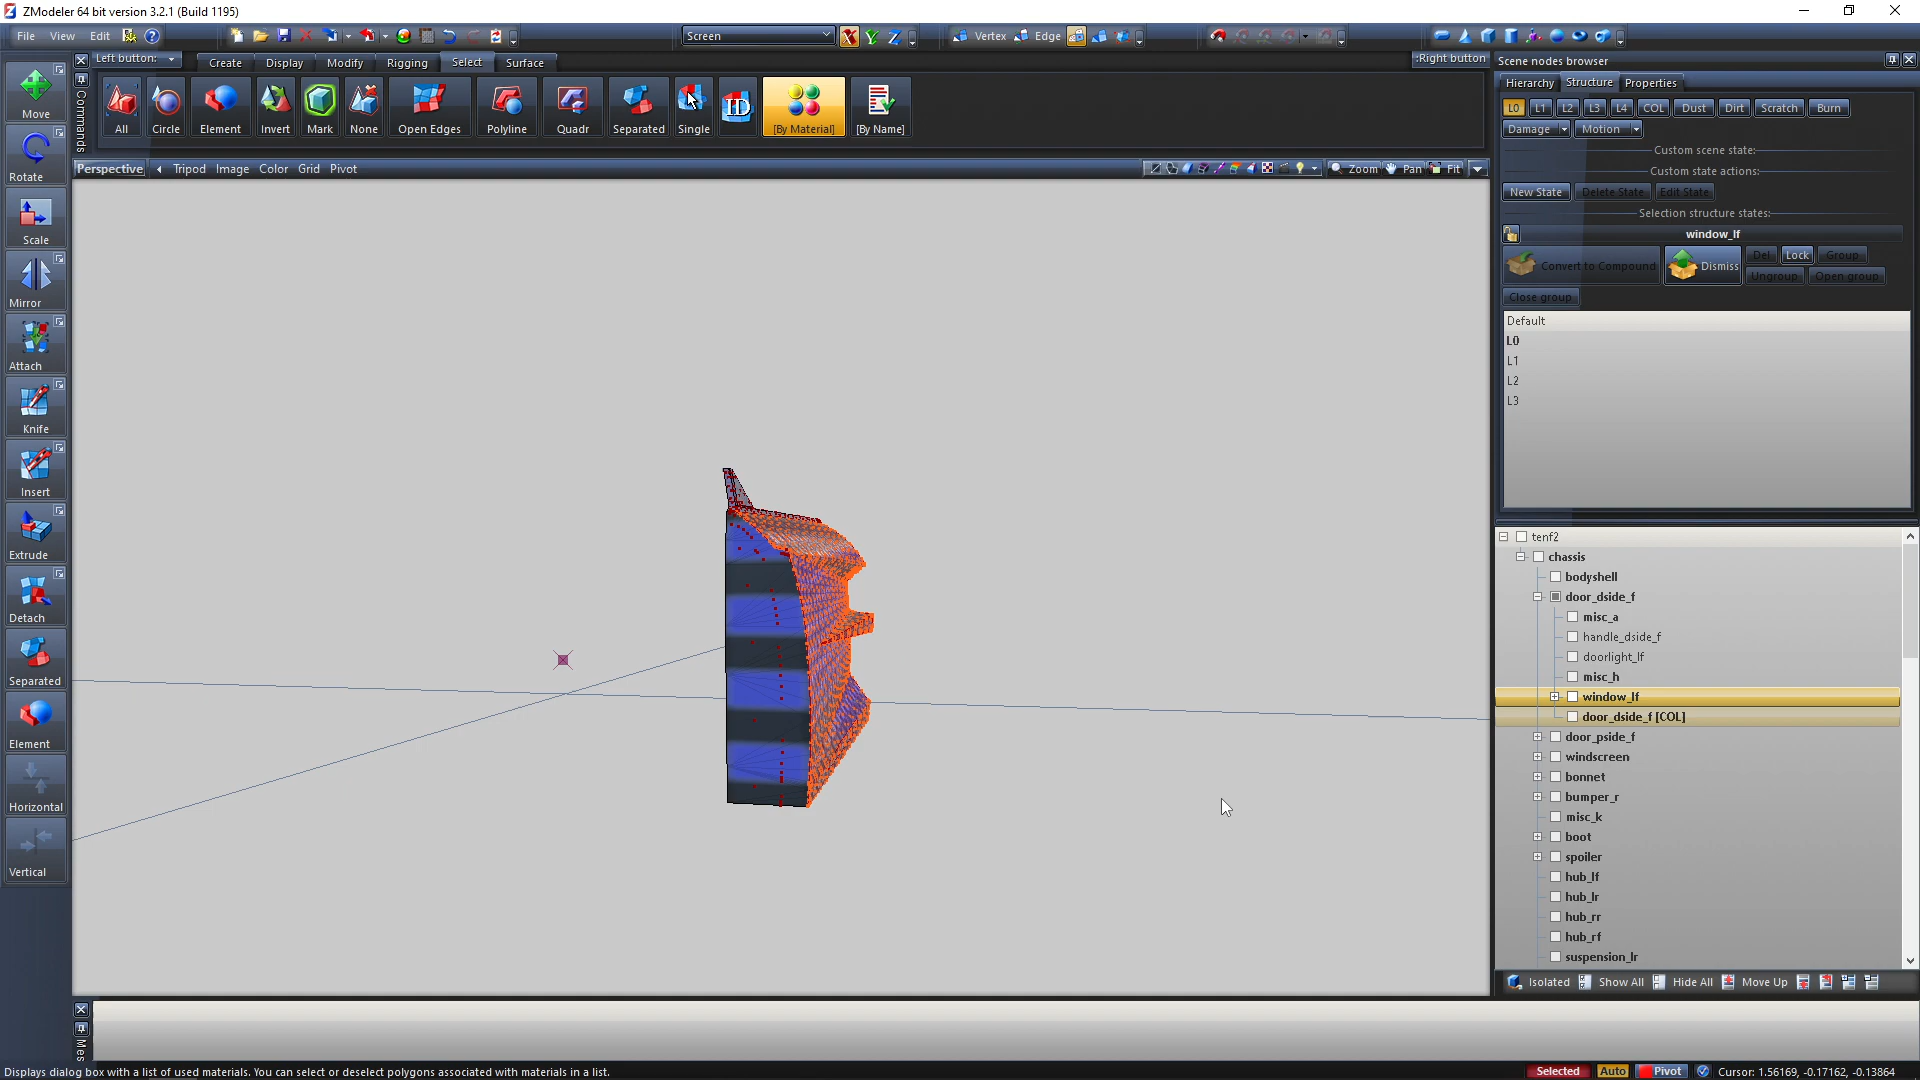 ZModeler 64 bit version 3.2.1 (Build 1195)
File View Edit
Screen
Vertex Edge
Left button:
Create Display Modify Rigging Select Surface
:Right button
Scene nodes browser
Commands
All Circle Element Invert Mark None Open Edges Polyline Quadr Separated Single ID [By Material] [By Name]
Hierarchy Structure Properties
L0 L1 L2 L3 L4 COL Dust Dirt Scratch Burn
Damage Motion
Custom scene state:
Custom state actions:
New State Delete State Edit State
Selection structure states:
window_lf
Convert to Compound Dismiss Del Lock Group
Ungroup Open group
Close group
Default
L0
L1
L2
L3
Perspective Tripod Image Color Grid Pivot
Zoom Pan Fit
Move
Rotate
Scale
Mirror
Attach
Knife
Insert
Extrude
Detach
Separated
Element
Horizontal
Vertical
tenf2
chassis
bodyshell
door_dside_f
misc_a
handle_dside_f
doorlight_lf
misc_h
window_lf
door_dside_f [COL]
door_pside_f
windscreen
bonnet
bumper_r
misc_k
boot
spoiler
hub_lf
hub_lr
hub_rr
hub_rf
suspension_lr
Isolated Show All Hide All Move Up
Mes
Displays dialog box with a list of used materials. You can select or deselect polygons associated with materials in a list.
Selected Auto Pivot Cursor: 1.56169, -0.17162, -0.13864